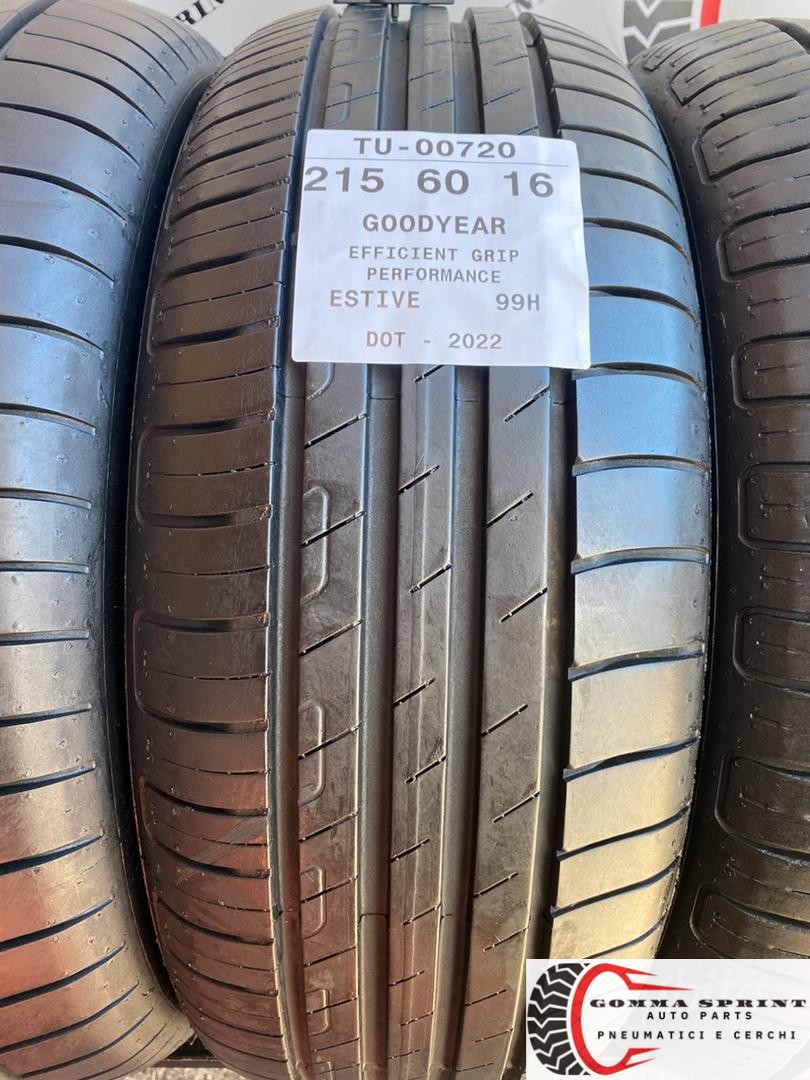 TU-00720
215 60 16
GOODYEAR
EFFICIENT GRIP
PERFORMANCE
ESTIVE 99H
DOT - 2022
GOMMA SPRINT
AUTO PARTS
PNEUMATICI E CERCHI